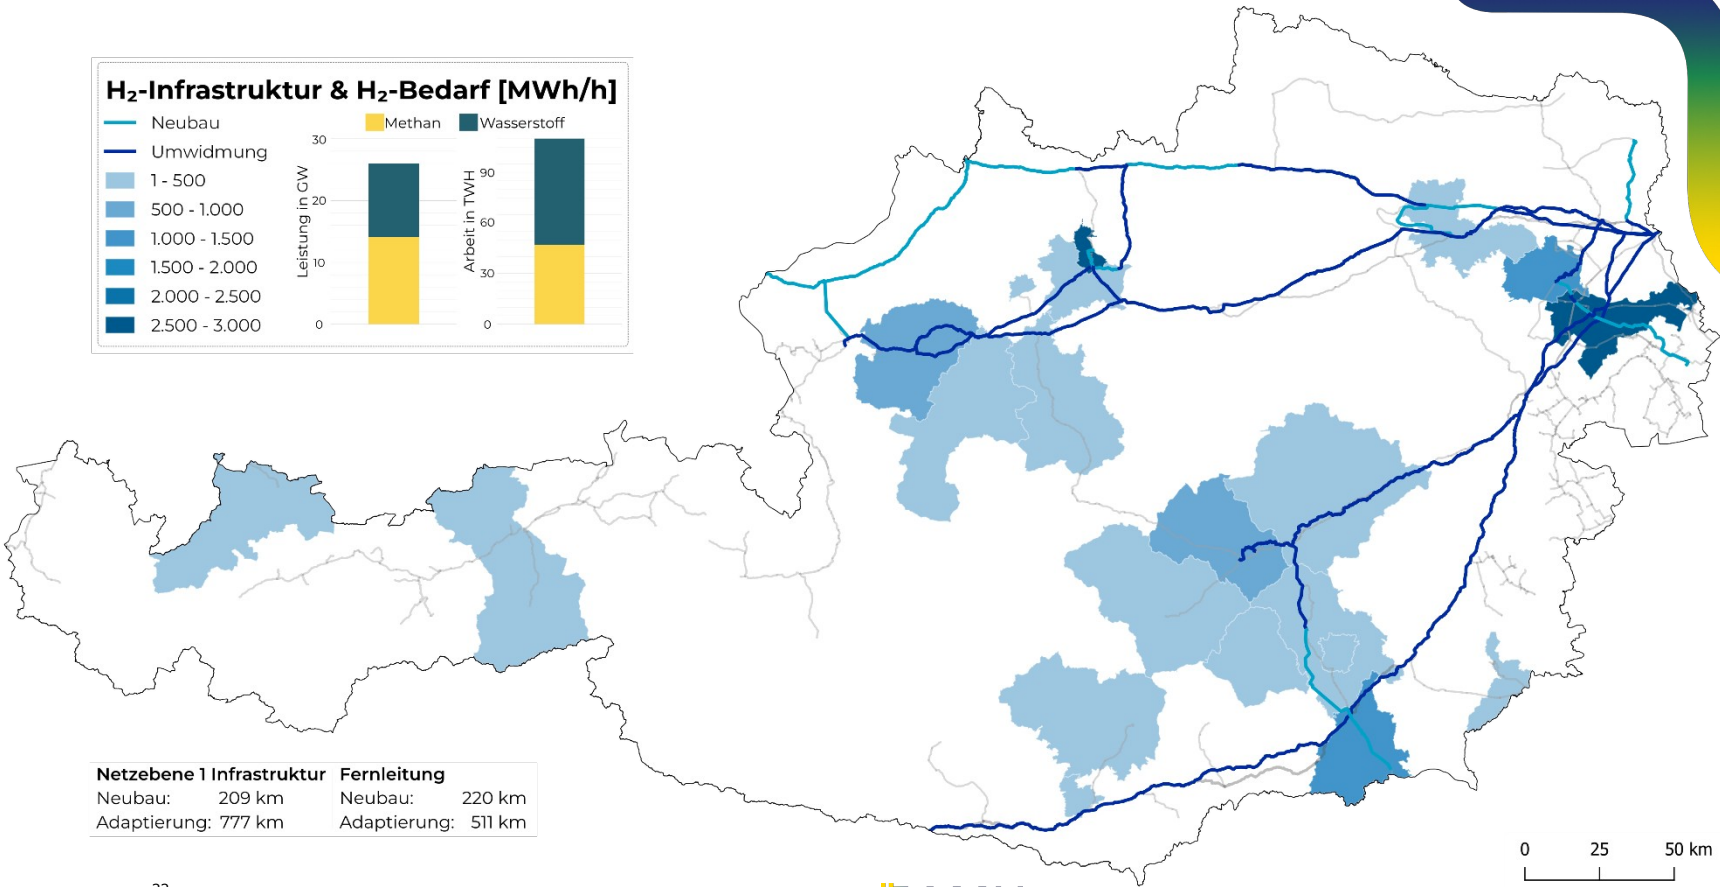 H₂-Infrastruktur & H₂-Bedarf [MWh/h]
Neubau
Umwidmung
1 - 500
500 - 1.000
1.000 - 1.500
1.500 - 2.000
2.000 - 2.500
2.500 - 3.000
Methan Wasserstoff
Leistung in GW
30
20
10
0
Arbeit in TWH
90
60
30
0
Netzebene 1 Infrastruktur Fernleitung
Neubau: 209 km Neubau: 220 km
Adaptierung: 777 km Adaptierung: 511 km
0 25 50 km